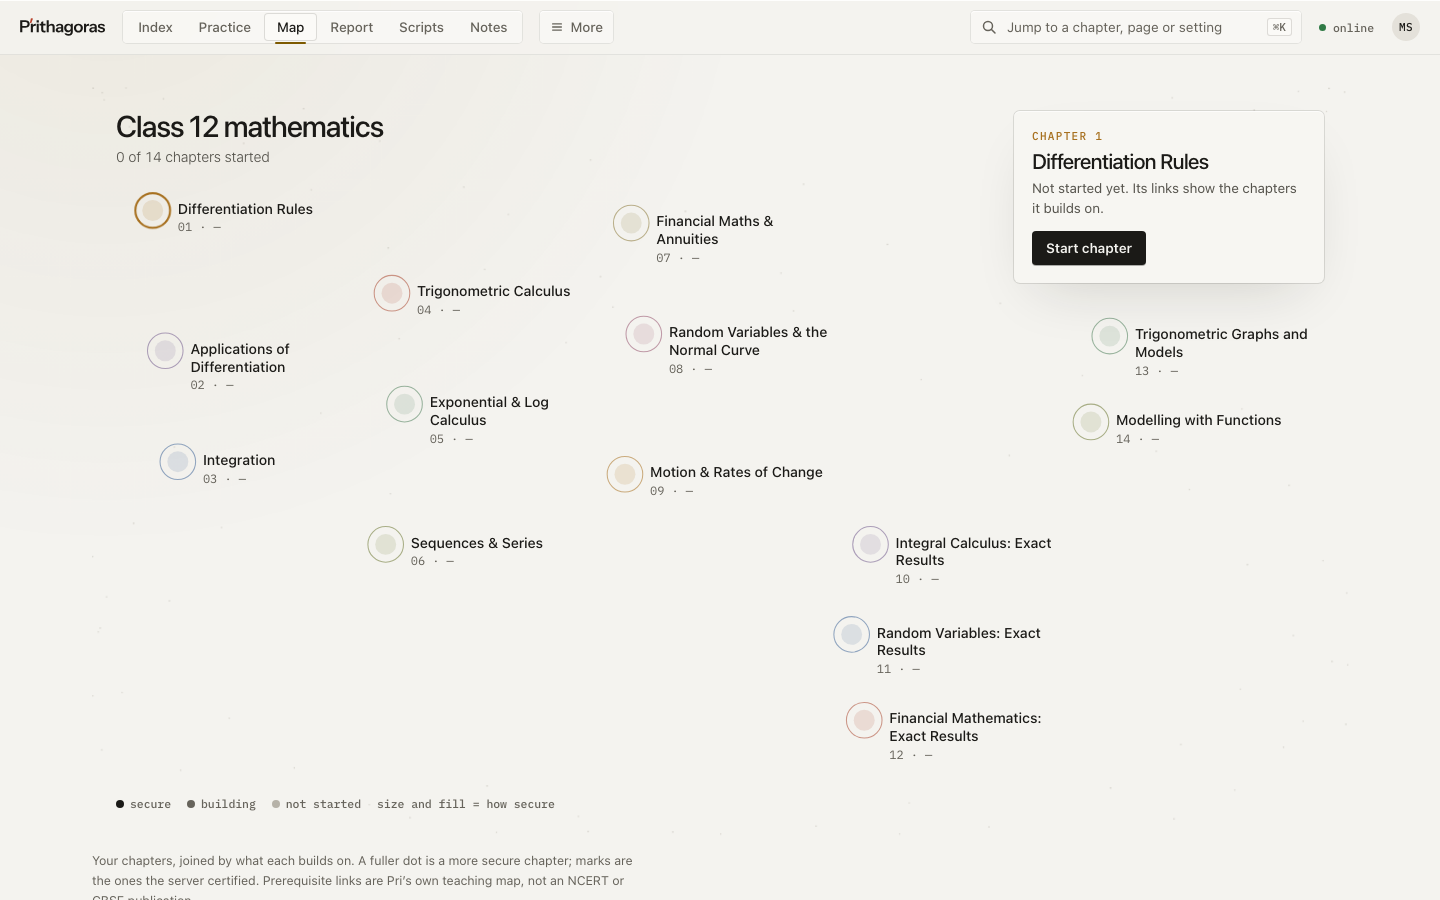 Prithagoras
Index
Practice
Map
Report
Scripts
Notes
More
Jump to a chapter, page or setting
⌘K
online
MS
Class 12 mathematics
0 of 14 chapters started
CHAPTER 1
Differentiation Rules
Not started yet. Its links show the chapters
it builds on.
Start chapter
Differentiation Rules
01 · —
Financial Maths &
Annuities
07 · —
Trigonometric Calculus
04 · —
Random Variables & the
Normal Curve
08 · —
Trigonometric Graphs and
Models
13 · —
Applications of
Differentiation
02 · —
Exponential & Log
Calculus
05 · —
Modelling with Functions
14 · —
Integration
03 · —
Motion & Rates of Change
09 · —
Sequences & Series
06 · —
Integral Calculus: Exact
Results
10 · —
Random Variables: Exact
Results
11 · —
Financial Mathematics:
Exact Results
12 · —
secure
building
not started
size and fill = how secure
Your chapters, joined by what each builds on. A fuller dot is a more secure chapter; marks are
the ones the server certified. Prerequisite links are Pri's own teaching map, not an NCERT or
CBSE publication.